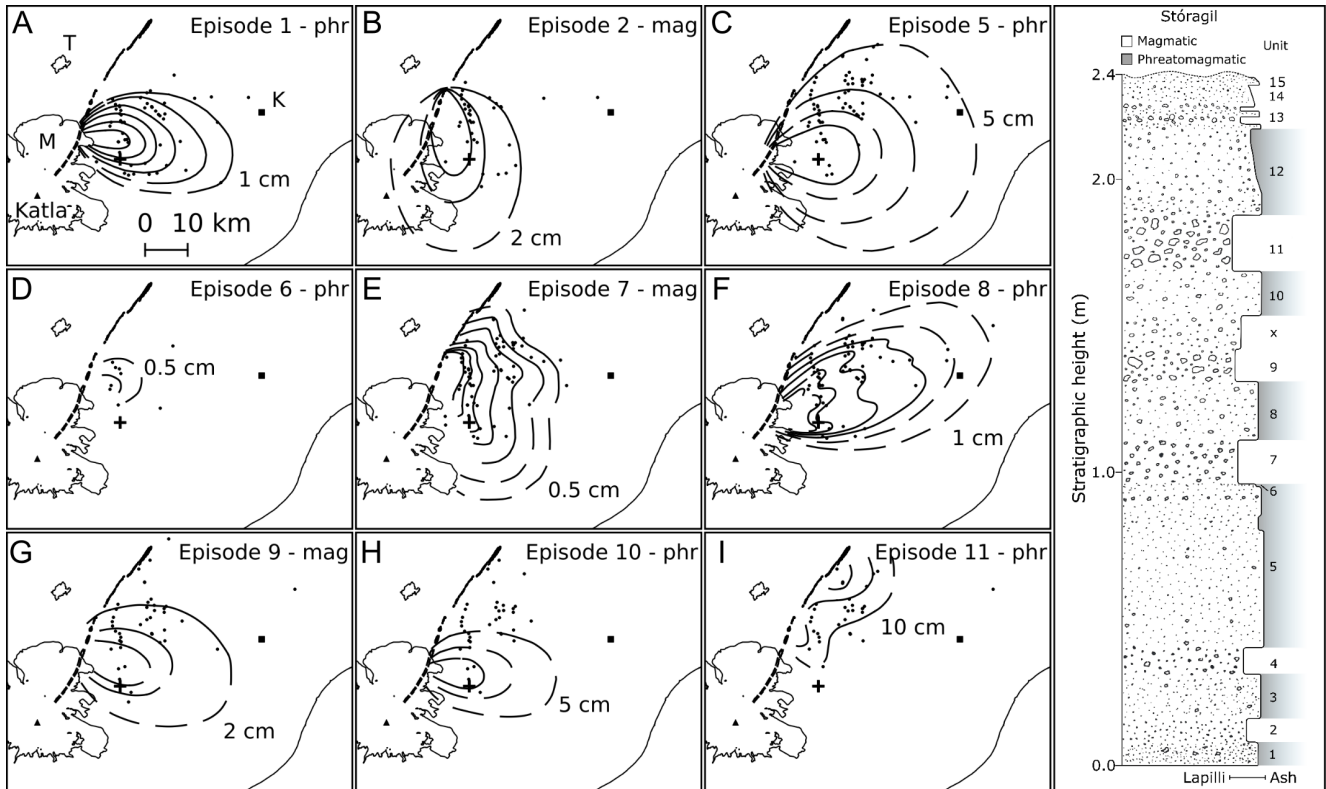 A
Episode 1 - phr
T
K
M
1 cm
Katla
0 10 km
B
Episode 2 - mag
2 cm
C
Episode 5 - phr
5 cm
D
Episode 6 - phr
0.5 cm
E
Episode 7 - mag
0.5 cm
F
Episode 8 - phr
1 cm
G
Episode 9 - mag
2 cm
H
Episode 10 - phr
5 cm
I
Episode 11 - phr
10 cm
Stóragil
Magmatic
Phreatomagmatic
Unit
2.4
15
14
13
12
2.0
11
10
x
9
8
7
1.0
6
5
4
3
2
1
0.0
Stratigraphic height (m)
Lapilli
Ash